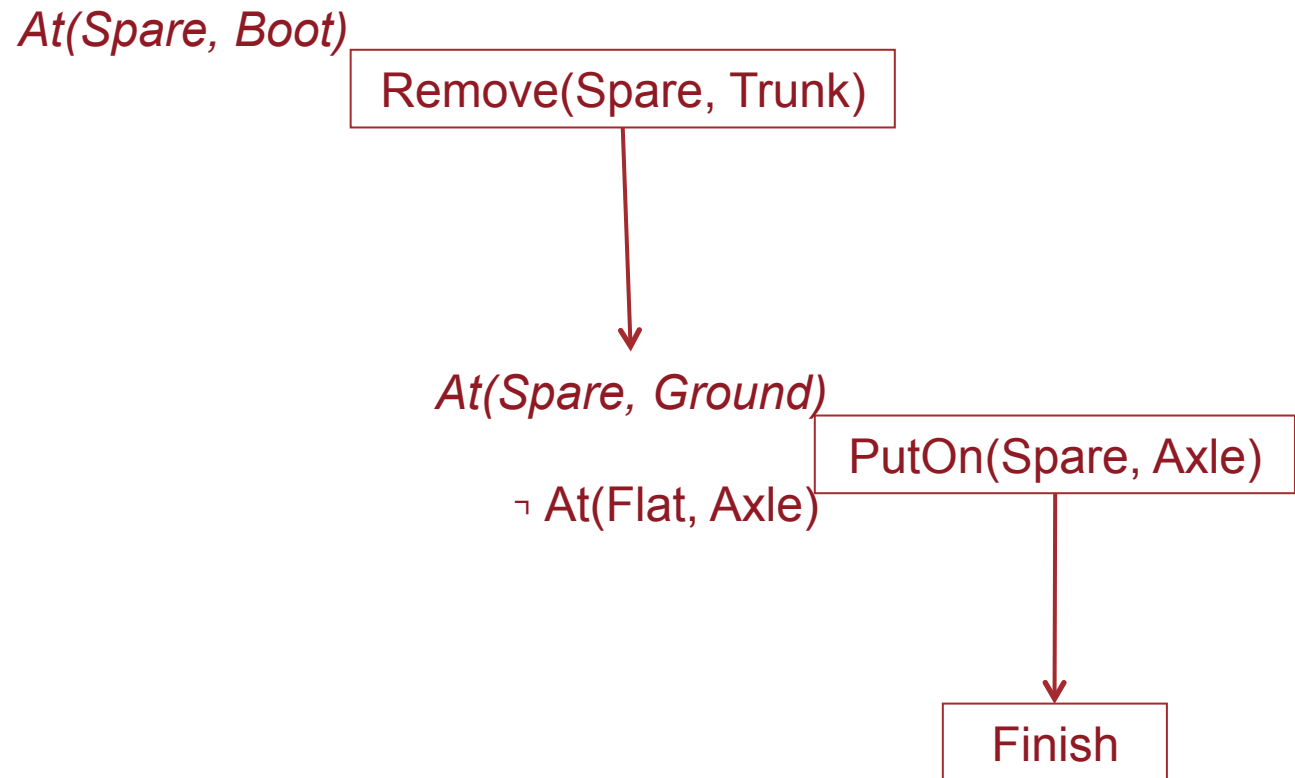 At(Spare, Boot)
Remove(Spare, Trunk)
At(Spare, Ground)
PutOn(Spare, Axle)
¬ At(Flat, Axle)
Finish